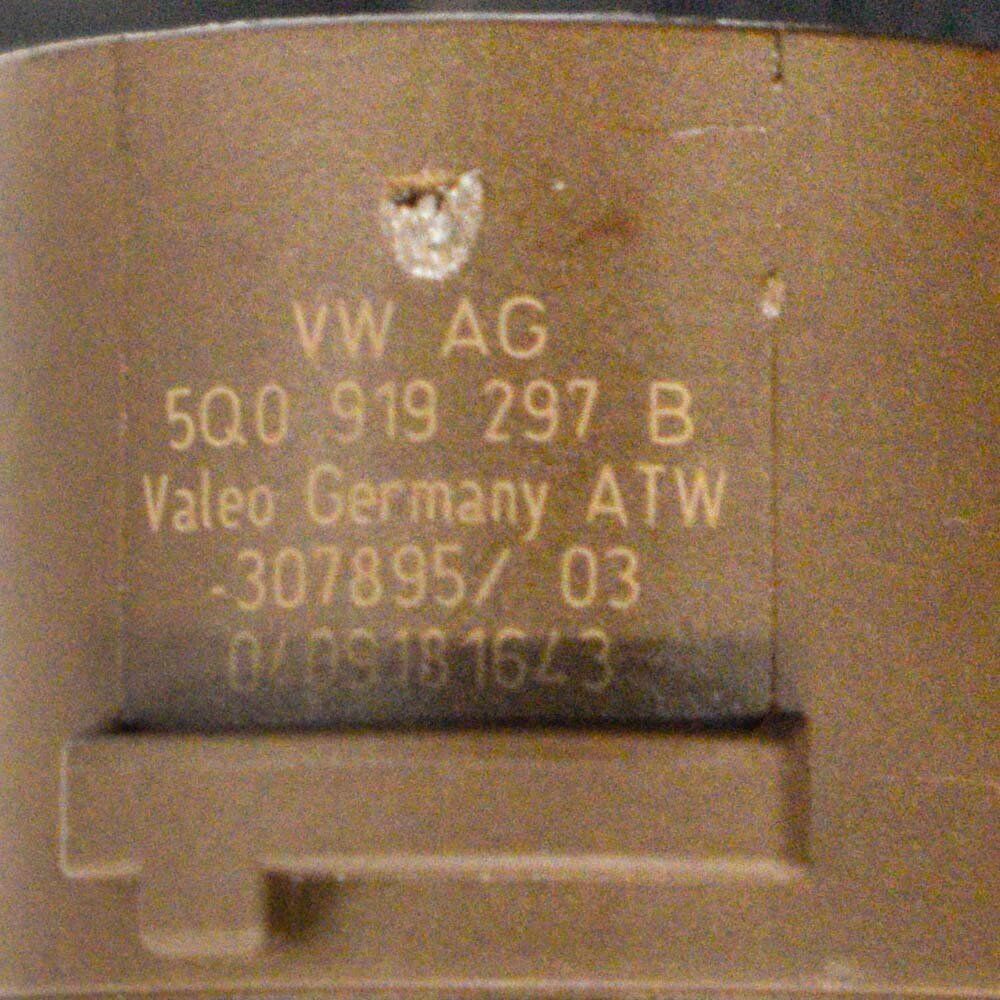 VW AG
5Q0 919 297 B
Valeo Germany ATW
-307895/ 03